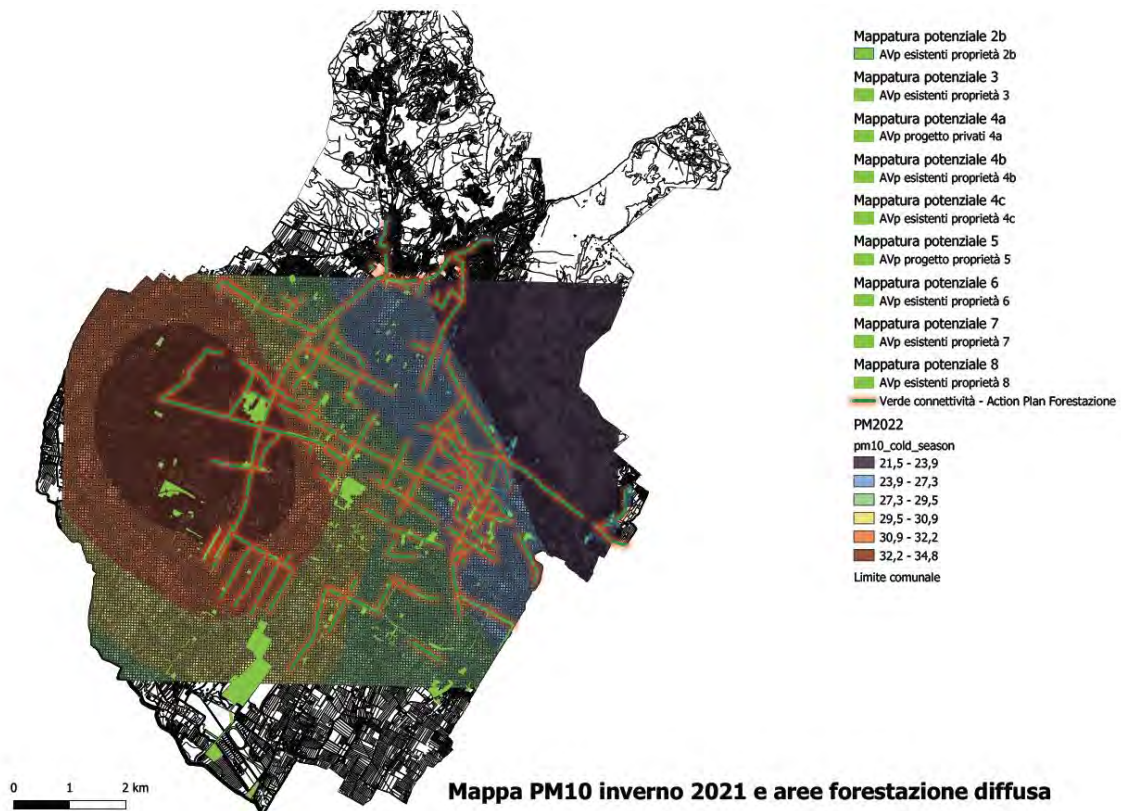 Mappatura potenziale 2b
AVp esistenti proprietà 2b
Mappatura potenziale 3
AVp esistenti proprietà 3
Mappatura potenziale 4a
AVp progetto privati 4a
Mappatura potenziale 4b
AVp esistenti proprietà 4b
Mappatura potenziale 4c
AVp esistenti proprietà 4c
Mappatura potenziale 5
AVp progetto proprietà 5
Mappatura potenziale 6
AVp esistenti proprietà 6
Mappatura potenziale 7
AVp esistenti proprietà 7
Mappatura potenziale 8
AVp esistenti proprietà 8
Verde connettività - Action Plan Forestazione
PM2022
pm10_cold_season
21,5 - 23,9
23,9 - 27,3
27,3 - 29,5
29,5 - 30,9
30,9 - 32,2
32,2 - 34,8
Limite comunale
0 1 2 km
Mappa PM10 inverno 2021 e aree forestazione diffusa